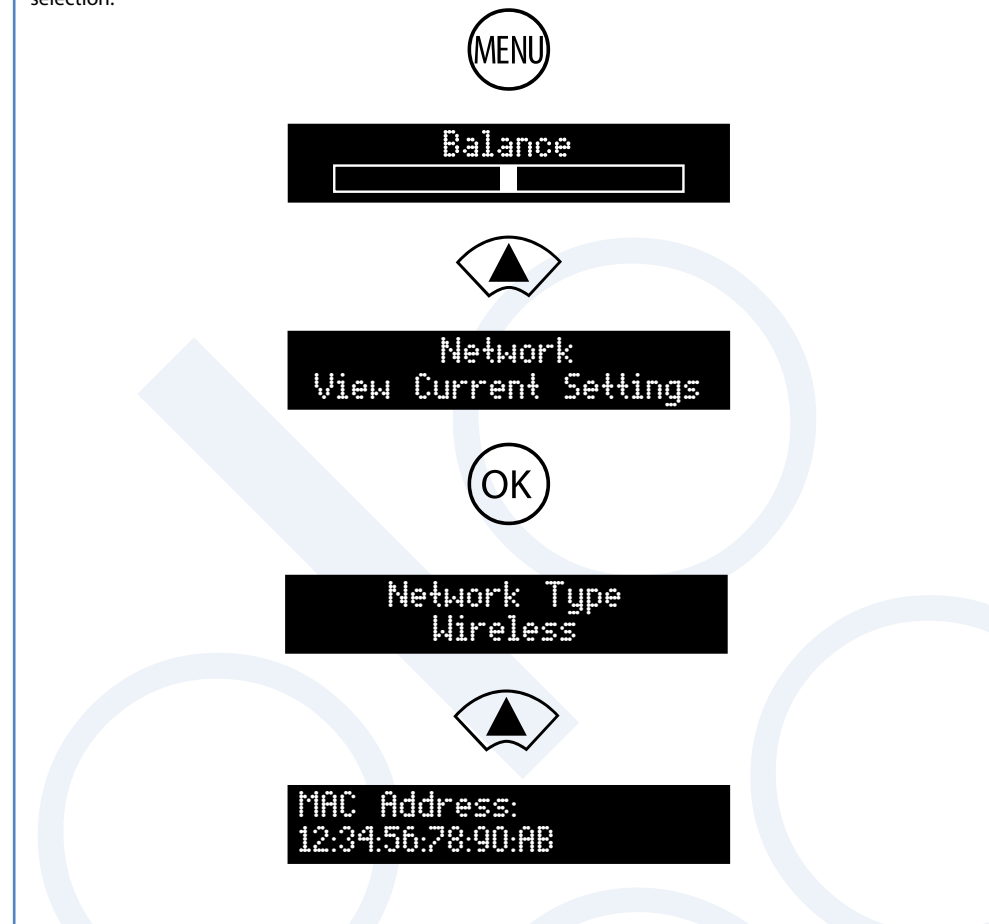 selection.
MENU
Balance
Network
View Current Settings
OK
Network Type
Wireless
MAC Address:
12:34:56:78:90:AB